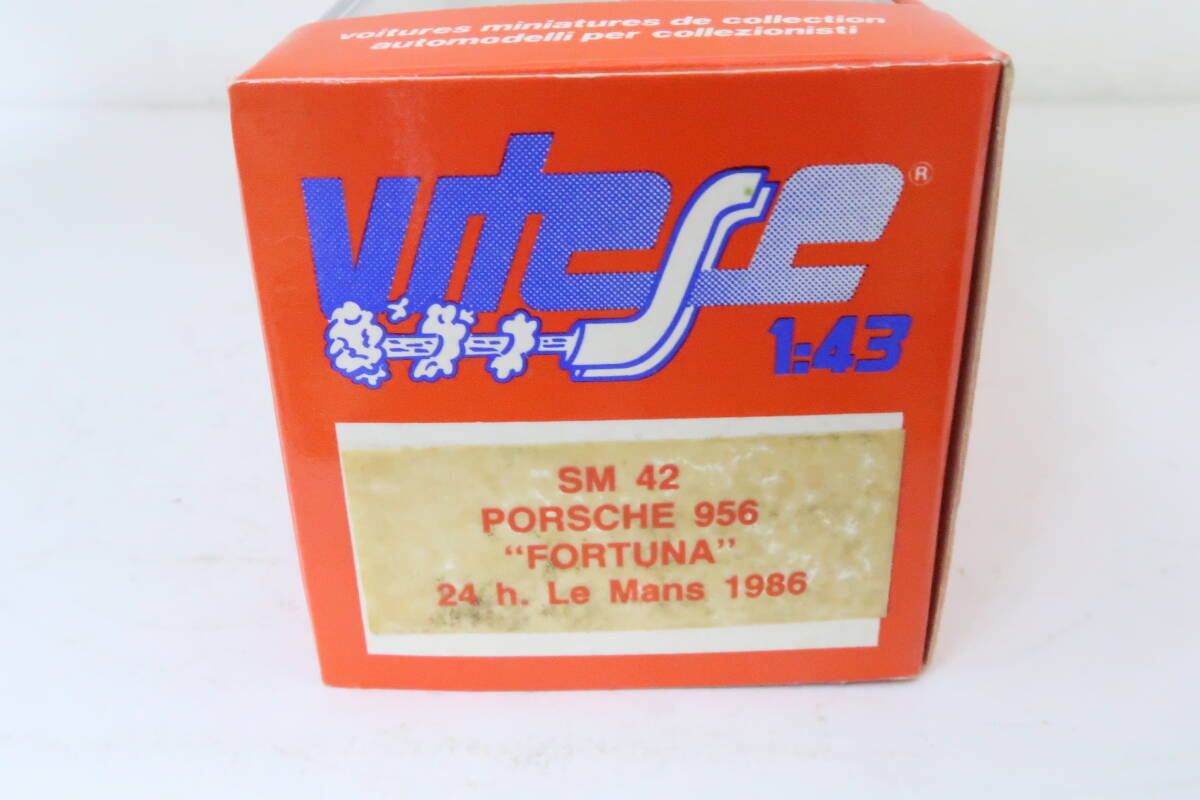 voitures miniatures de collection
automodelli per collezionisti
vitesse ®
1:43
SM 42
PORSCHE 956
"FORTUNA"
24 h. Le Mans 1986